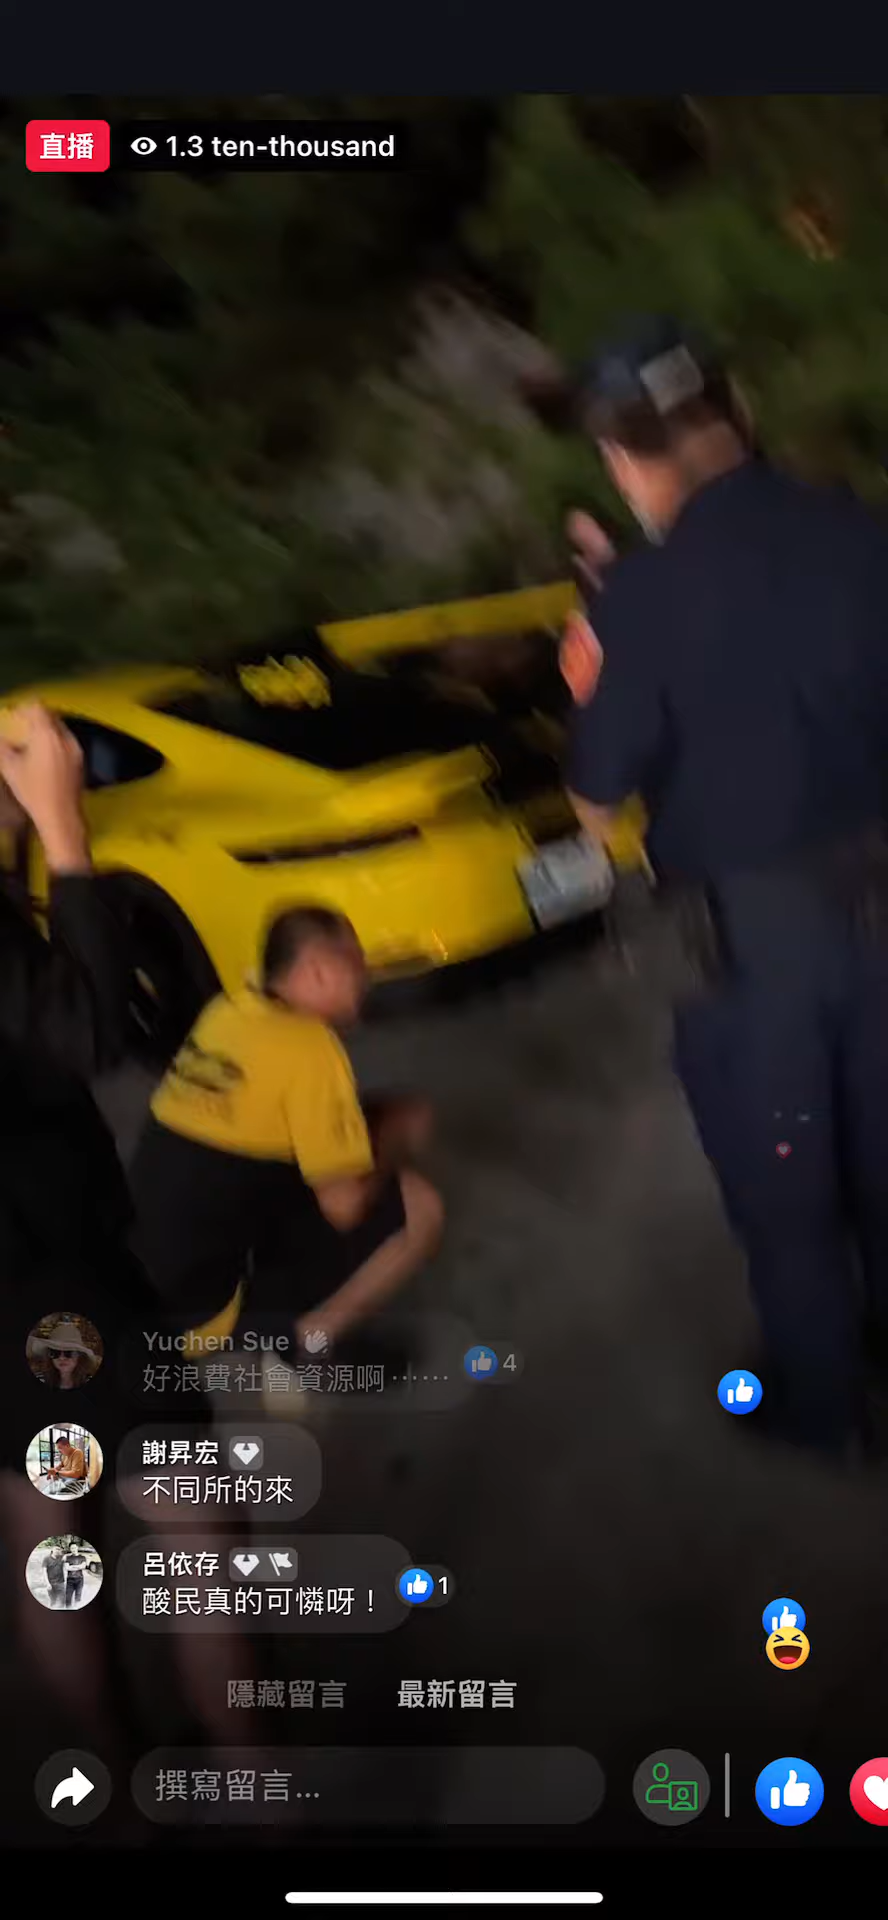 直播
1.3 ten-thousand
Yuchen Sue
好浪費社會資源啊⋯⋯
4
謝昇宏
不同所的來
呂依存
酸民真的可憐呀！
1
隱藏留言
最新留言
撰寫留言...